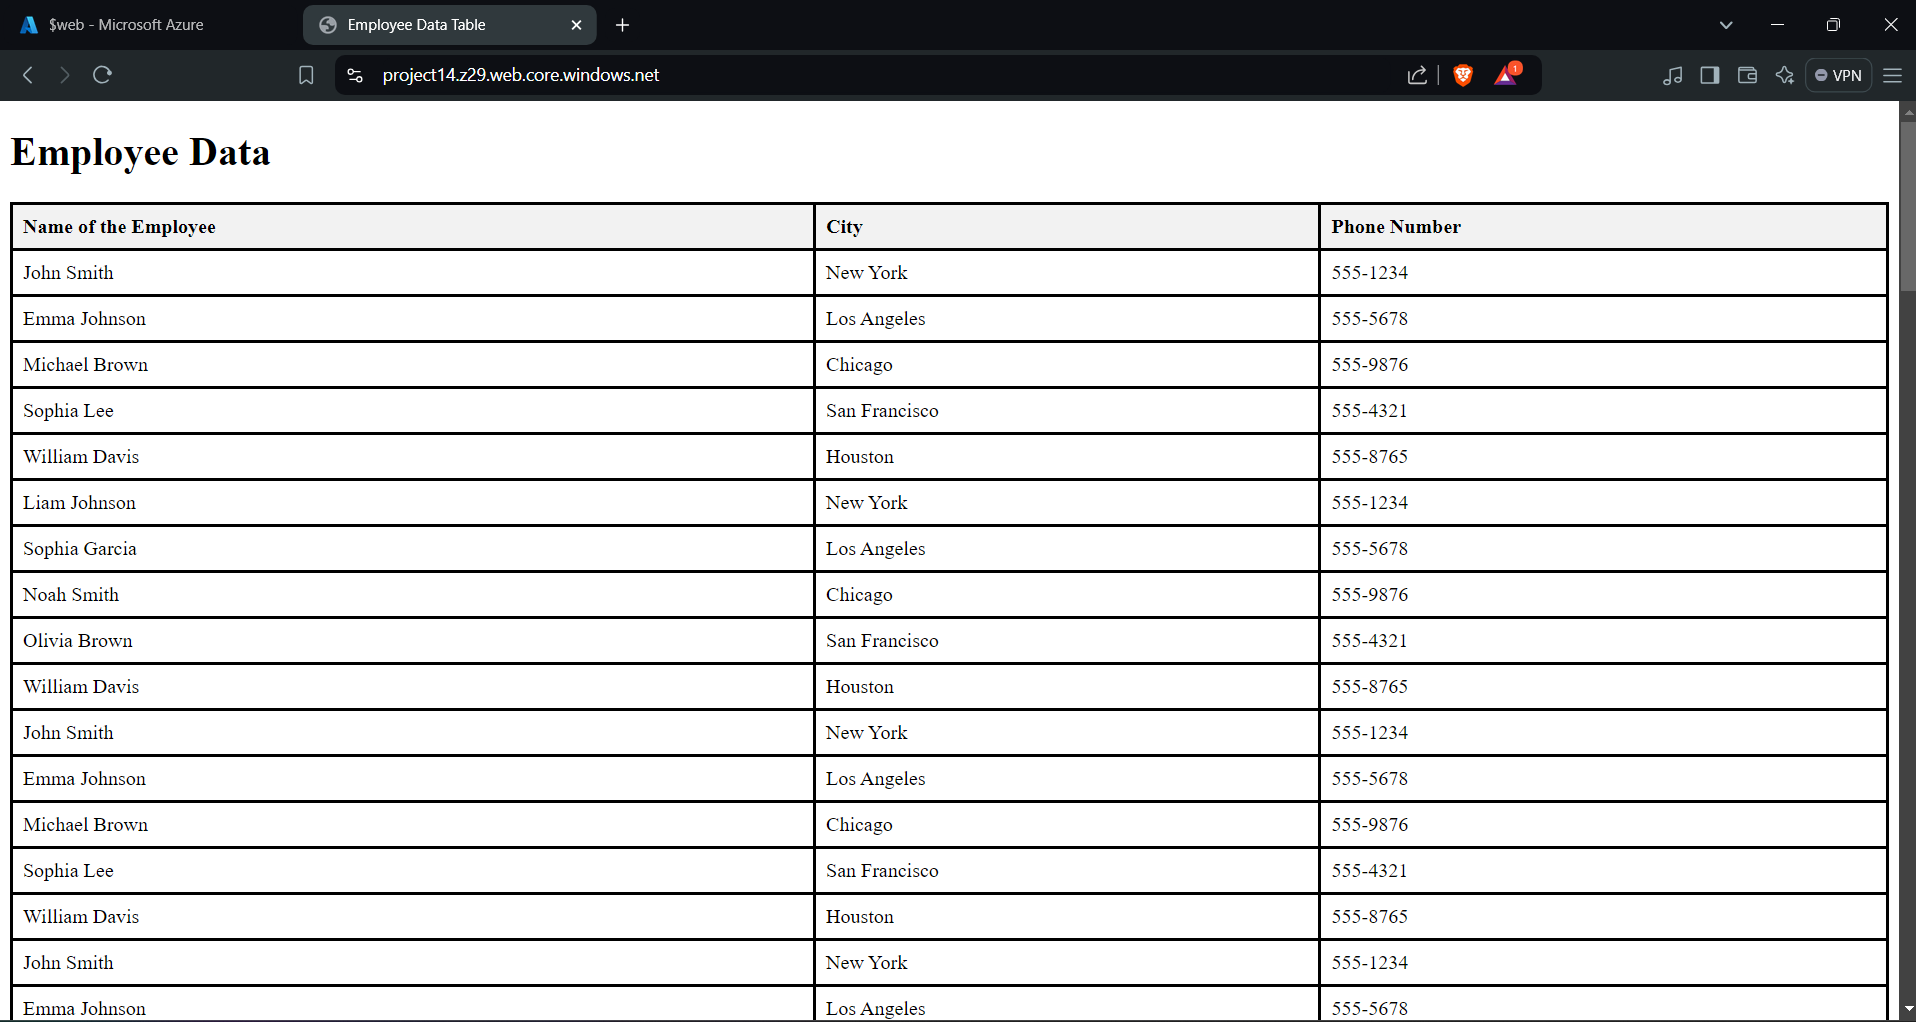 $web - Microsoft Azure
Employee Data Table
project14.z29.web.core.windows.net
1
VPN
Employee Data
Name of the Employee City Phone Number
John Smith New York 555-1234
Emma Johnson Los Angeles 555-5678
Michael Brown Chicago 555-9876
Sophia Lee San Francisco 555-4321
William Davis Houston 555-8765
Liam Johnson New York 555-1234
Sophia Garcia Los Angeles 555-5678
Noah Smith Chicago 555-9876
Olivia Brown San Francisco 555-4321
William Davis Houston 555-8765
John Smith New York 555-1234
Emma Johnson Los Angeles 555-5678
Michael Brown Chicago 555-9876
Sophia Lee San Francisco 555-4321
William Davis Houston 555-8765
John Smith New York 555-1234
Emma Johnson Los Angeles 555-5678